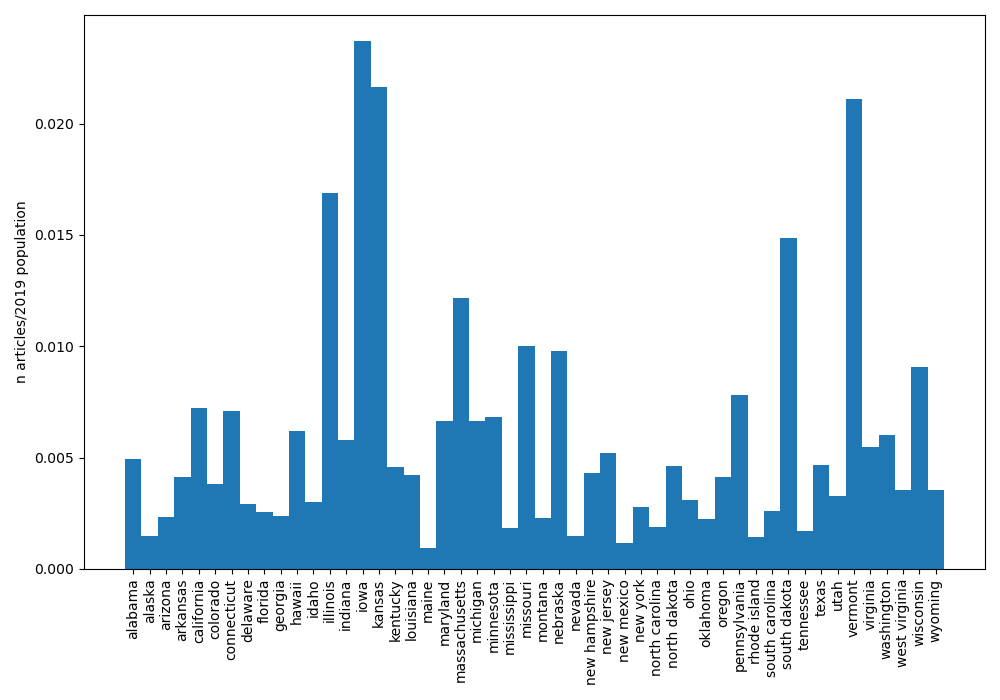 n articles/2019 population
0.020
0.015
0.010
0.005
0.000
alabama
alaska
arizona
arkansas
california
colorado
connecticut
delaware
florida
georgia
hawaii
idaho
illinois
indiana
iowa
kansas
kentucky
louisiana
maine
maryland
massachusetts
michigan
minnesota
mississippi
missouri
montana
nebraska
nevada
new hampshire
new jersey
new mexico
new york
north carolina
north dakota
ohio
oklahoma
oregon
pennsylvania
rhode island
south carolina
south dakota
tennessee
texas
utah
vermont
virginia
washington
west virginia
wisconsin
wyoming